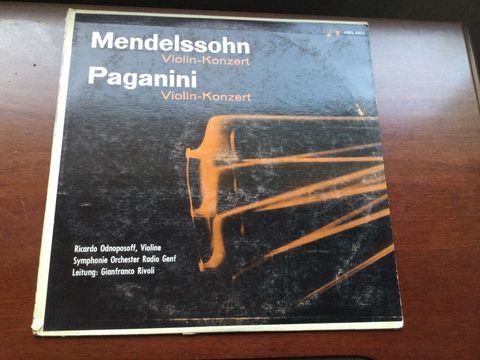 Mendelssohn
Violin-Konzert
Paganini
Violin-Konzert
Ricardo Odnoposoff, Violine
Symphonie Orchester Radio Genf
Leitung: Gianfranco Rivoli